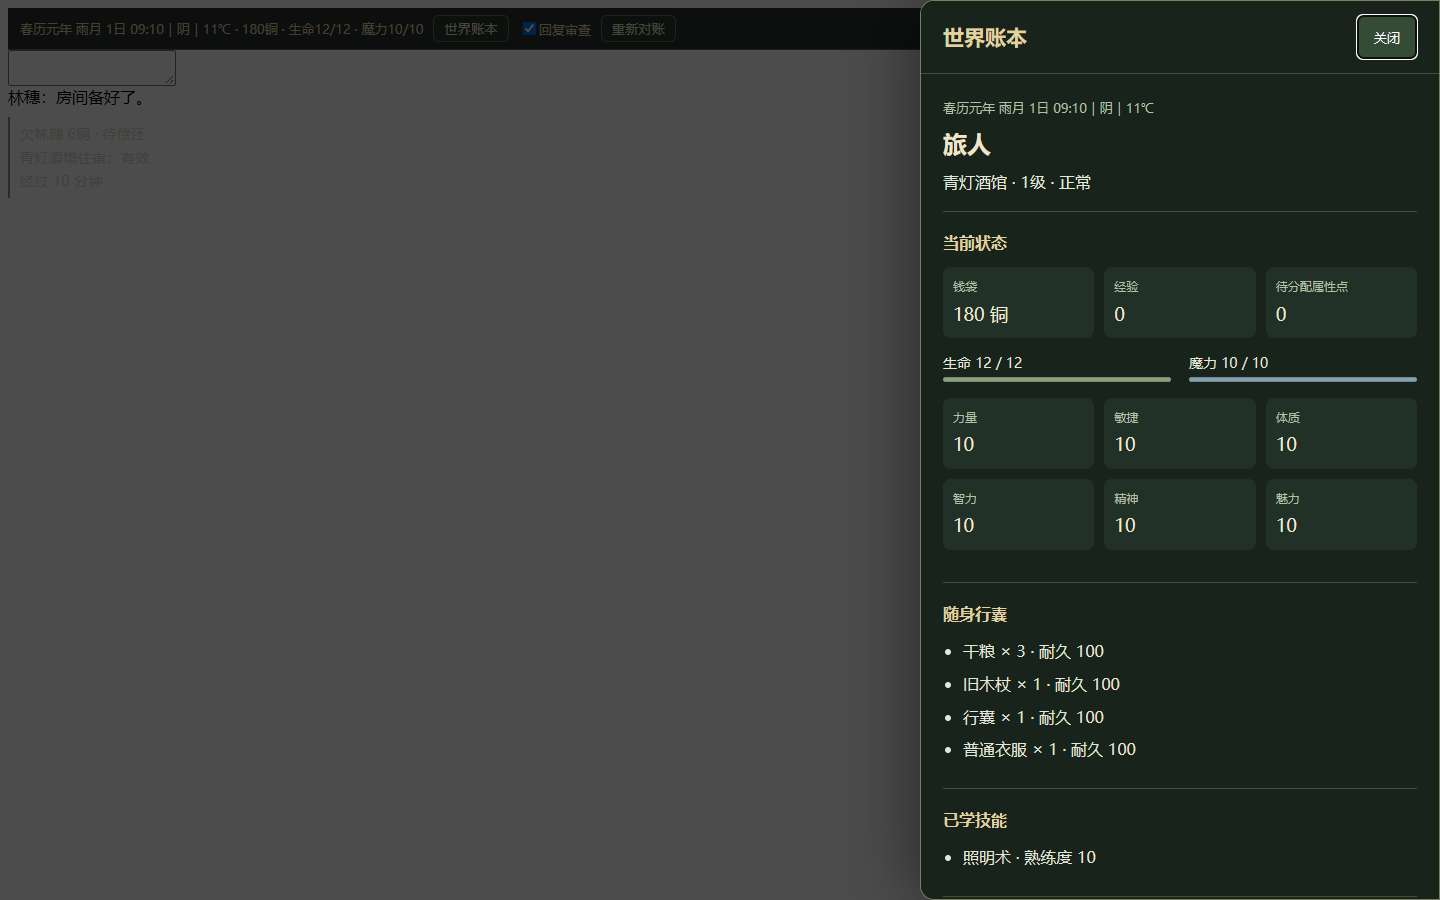 春历元年 雨月 1日 09:10 | 阴 | 11℃ · 180铜 · 生命12/12 · 魔力10/10 世界账本 回复审查 重新对账
林穗：房间备好了。
欠林穗 6铜 · 待偿还
青灯酒馆住宿：有效
经过 10 分钟
世界账本 关闭
春历元年 雨月 1日 09:10 | 阴 | 11℃
旅人
青灯酒馆 · 1级 · 正常
当前状态
钱袋 经验 待分配属性点
180 铜 0 0
生命 12 / 12 魔力 10 / 10
力量 敏捷 体质
10 10 10
智力 精神 魅力
10 10 10
随身行囊
干粮 × 3 · 耐久 100
旧木杖 × 1 · 耐久 100
行囊 × 1 · 耐久 100
普通衣服 × 1 · 耐久 100
已学技能
照明术 · 熟练度 10